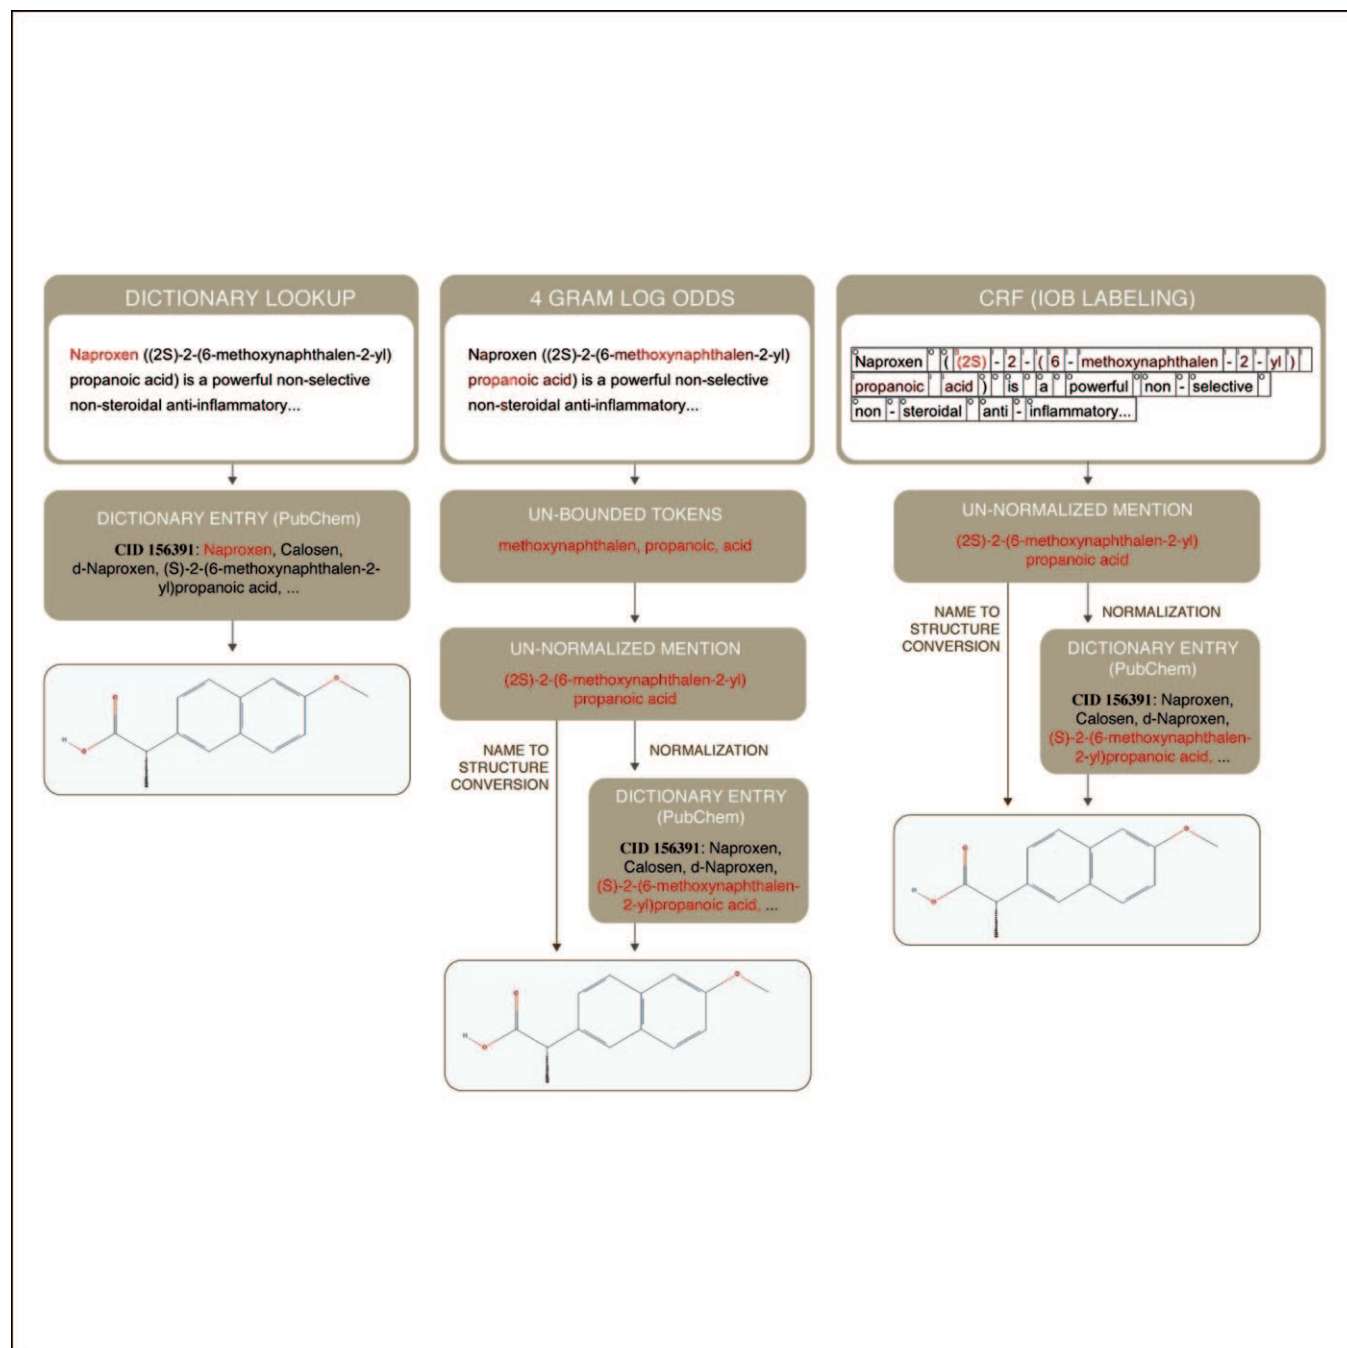 DICTIONARY LOOKUP
Naproxen ((2S)-2-(6-methoxynaphthalen-2-yl)
propanoic acid) is a powerful non-selective
non-steroidal anti-inflammatory...
DICTIONARY ENTRY (PubChem)
CID 156391: Naproxen, Calosen,
d-Naproxen, (S)-2-(6-methoxynaphthalen-2-
yl)propanoic acid, ...
H O O O
4 GRAM LOG ODDS
Naproxen ((2S)-2-(6-methoxynaphthalen-2-yl)
propanoic acid) is a powerful non-selective
non-steroidal anti-inflammatory...
UN-BOUNDED TOKENS
methoxynaphthalen, propanoic, acid
UN-NORMALIZED MENTION
(2S)-2-(6-methoxynaphthalen-2-yl)
propanoic acid
NAME TO
STRUCTURE
CONVERSION
NORMALIZATION
DICTIONARY ENTRY
(PubChem)
CID 156391: Naproxen,
Calosen, d-Naproxen,
(S)-2-(6-methoxynaphthalen-
2-yl)propanoic acid, ...
H O O O
CRF (IOB LABELING)
Naproxen ( (2S) - 2 - ( 6 - methoxynaphthalen - 2 - yl )
propanoic acid ) is a powerful non - selective
non - steroidal anti - inflammatory...
UN-NORMALIZED MENTION
(2S)-2-(6-methoxynaphthalen-2-yl)
propanoic acid
NAME TO
STRUCTURE
CONVERSION
NORMALIZATION
DICTIONARY ENTRY
(PubChem)
CID 156391: Naproxen,
Calosen, d-Naproxen,
(S)-2-(6-methoxynaphthalen-
2-yl)propanoic acid, ...
H O O O